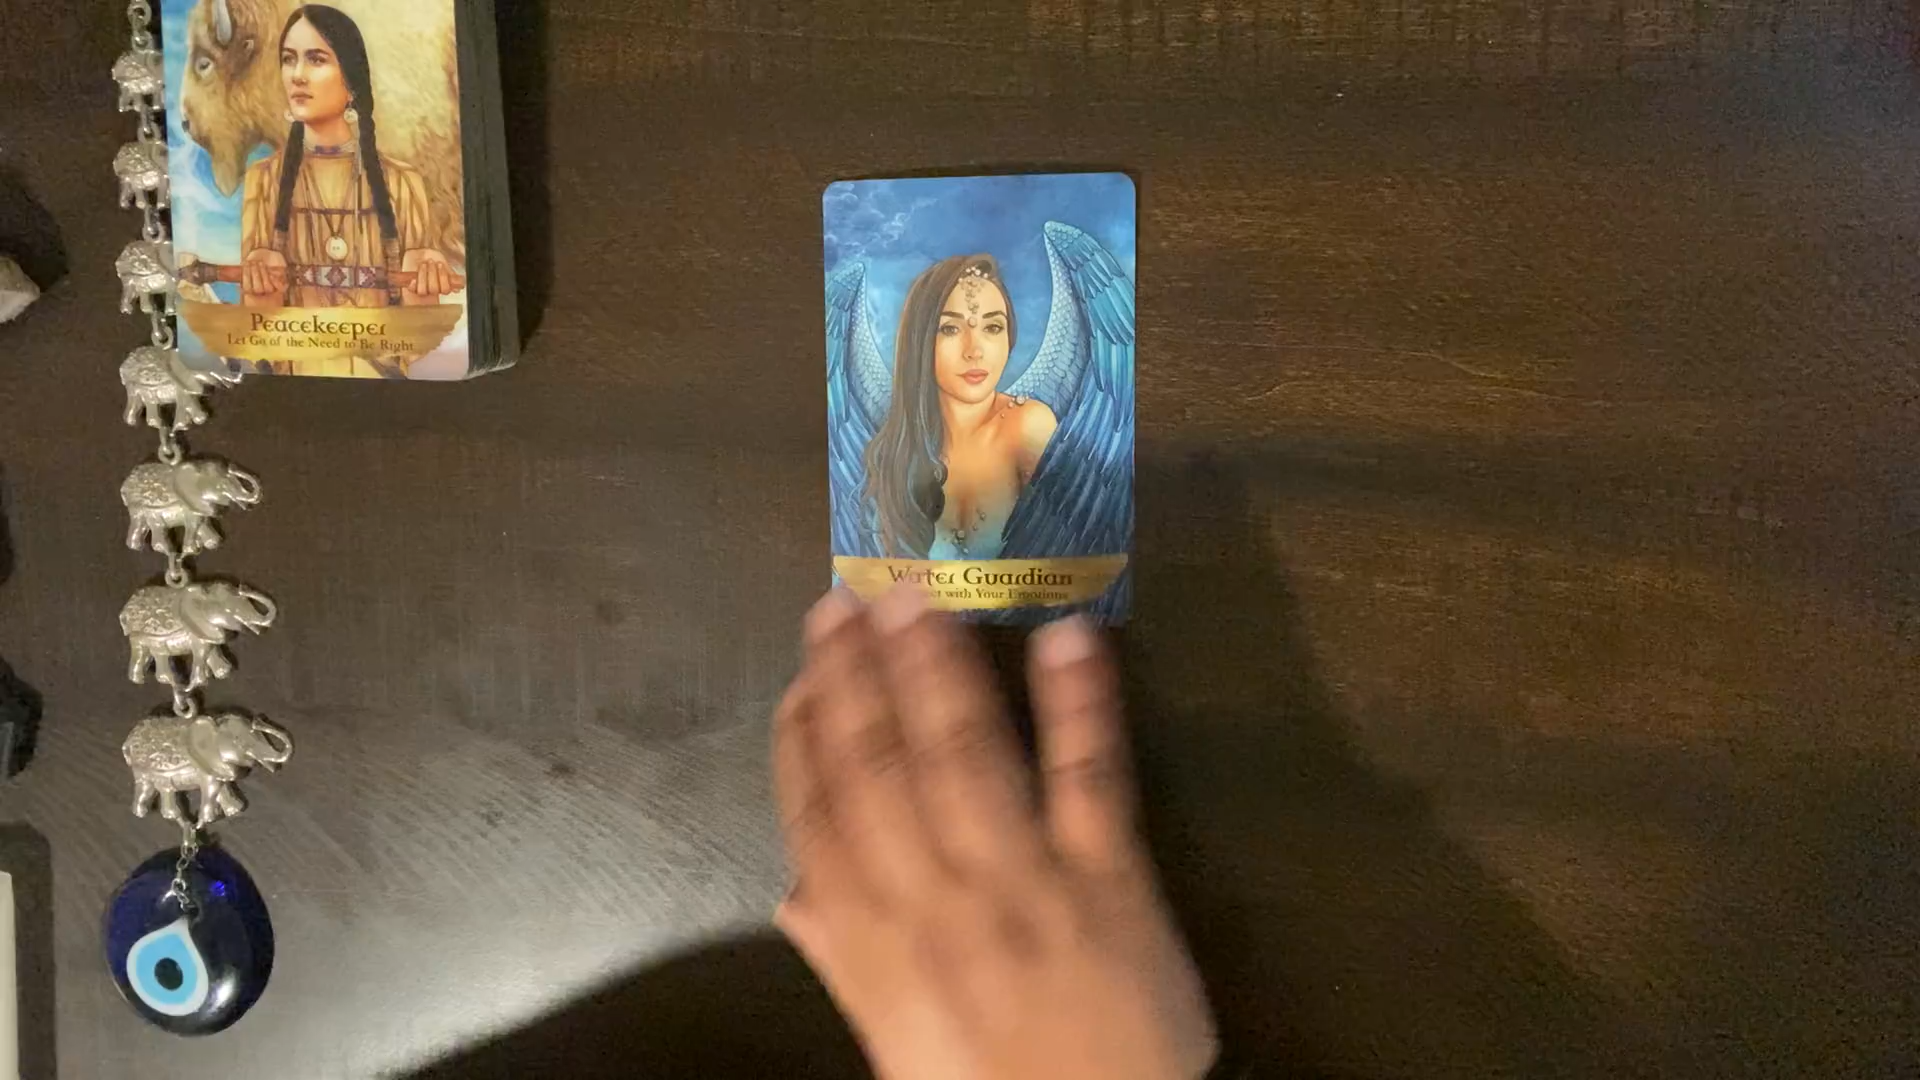 Peacekeeper
Let Go of the Need to Be Right
Water Guardian
with Your Emotions